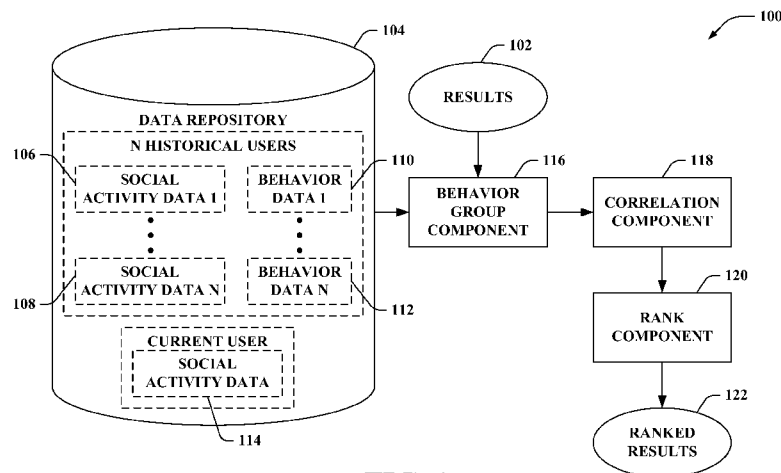 100
104
102
RESULTS
DATA REPOSITORY
N HISTORICAL USERS
106
110
116
118
SOCIAL
ACTIVITY DATA 1
BEHAVIOR
DATA 1
BEHAVIOR
GROUP
COMPONENT
CORRELATION
COMPONENT
108
SOCIAL
ACTIVITY DATA N
BEHAVIOR
DATA N
112
120
RANK
COMPONENT
CURRENT USER
SOCIAL
ACTIVITY DATA
114
122
RANKED
RESULTS